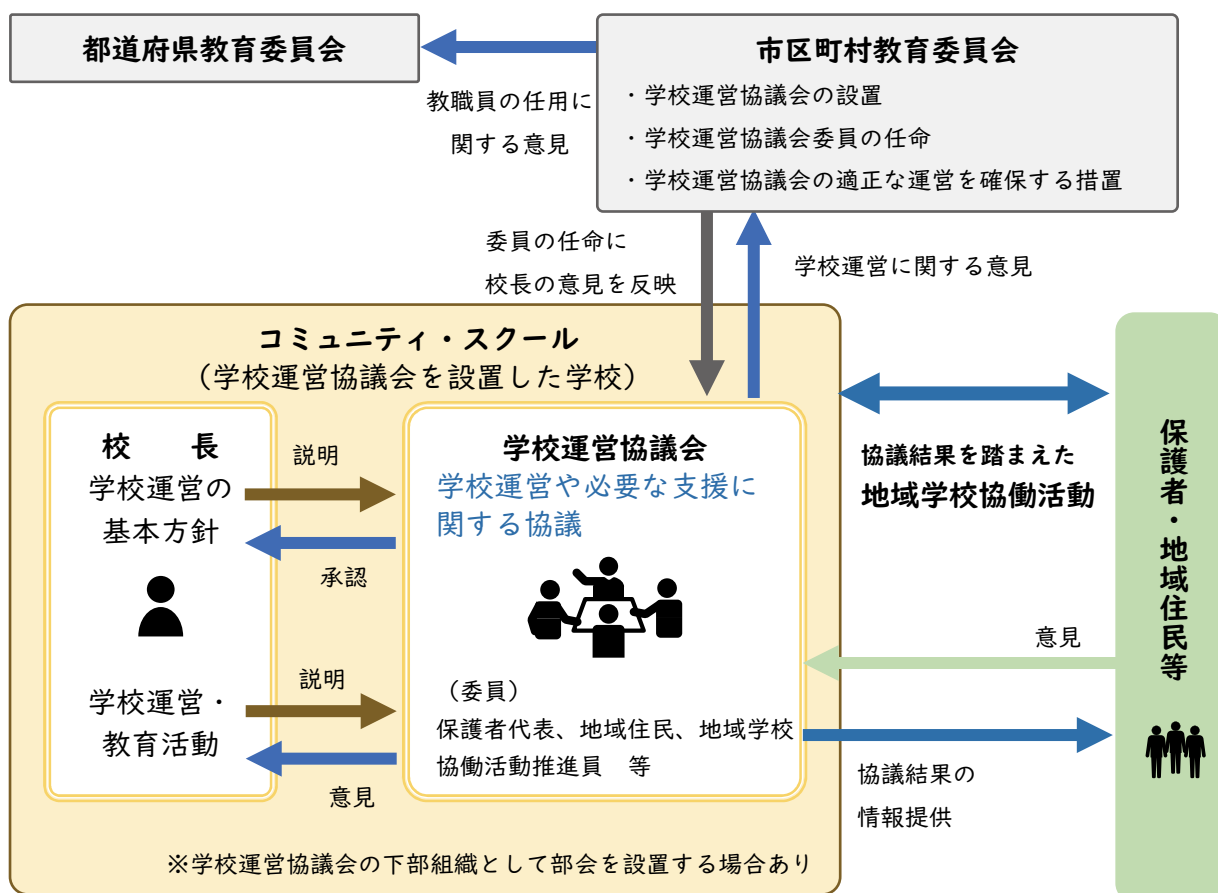 都道府県教育委員会
市区町村教育委員会
・学校運営協議会の設置
・学校運営協議会委員の任命
・学校運営協議会の適正な運営を確保する措置
教職員の任用に
関する意見
委員の任命に
校長の意見を反映
学校運営に関する意見
コミュニティ・スクール
（学校運営協議会を設置した学校）
校　長
学校運営の
基本方針
説明
承認
学校運営・
教育活動
説明
意見
学校運営協議会
学校運営や必要な支援に
関する協議
（委員）
保護者代表、地域住民、地域学校
協働活動推進員　等
※学校運営協議会の下部組織として部会を設置する場合あり
協議結果を踏まえた
地域学校協働活動
意見
協議結果の
情報提供
保護者・地域住民等